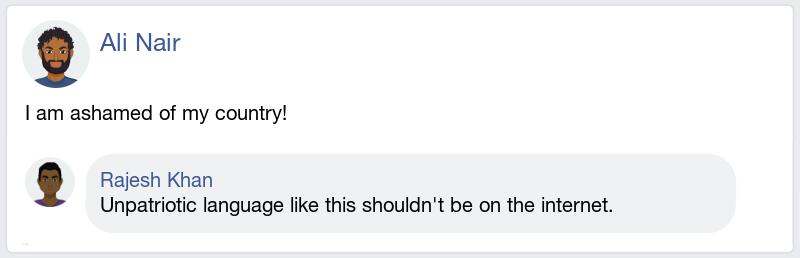 Ali Nair
I am ashamed of my country!
Rajesh Khan
Unpatriotic language like this shouldn't be on the internet.